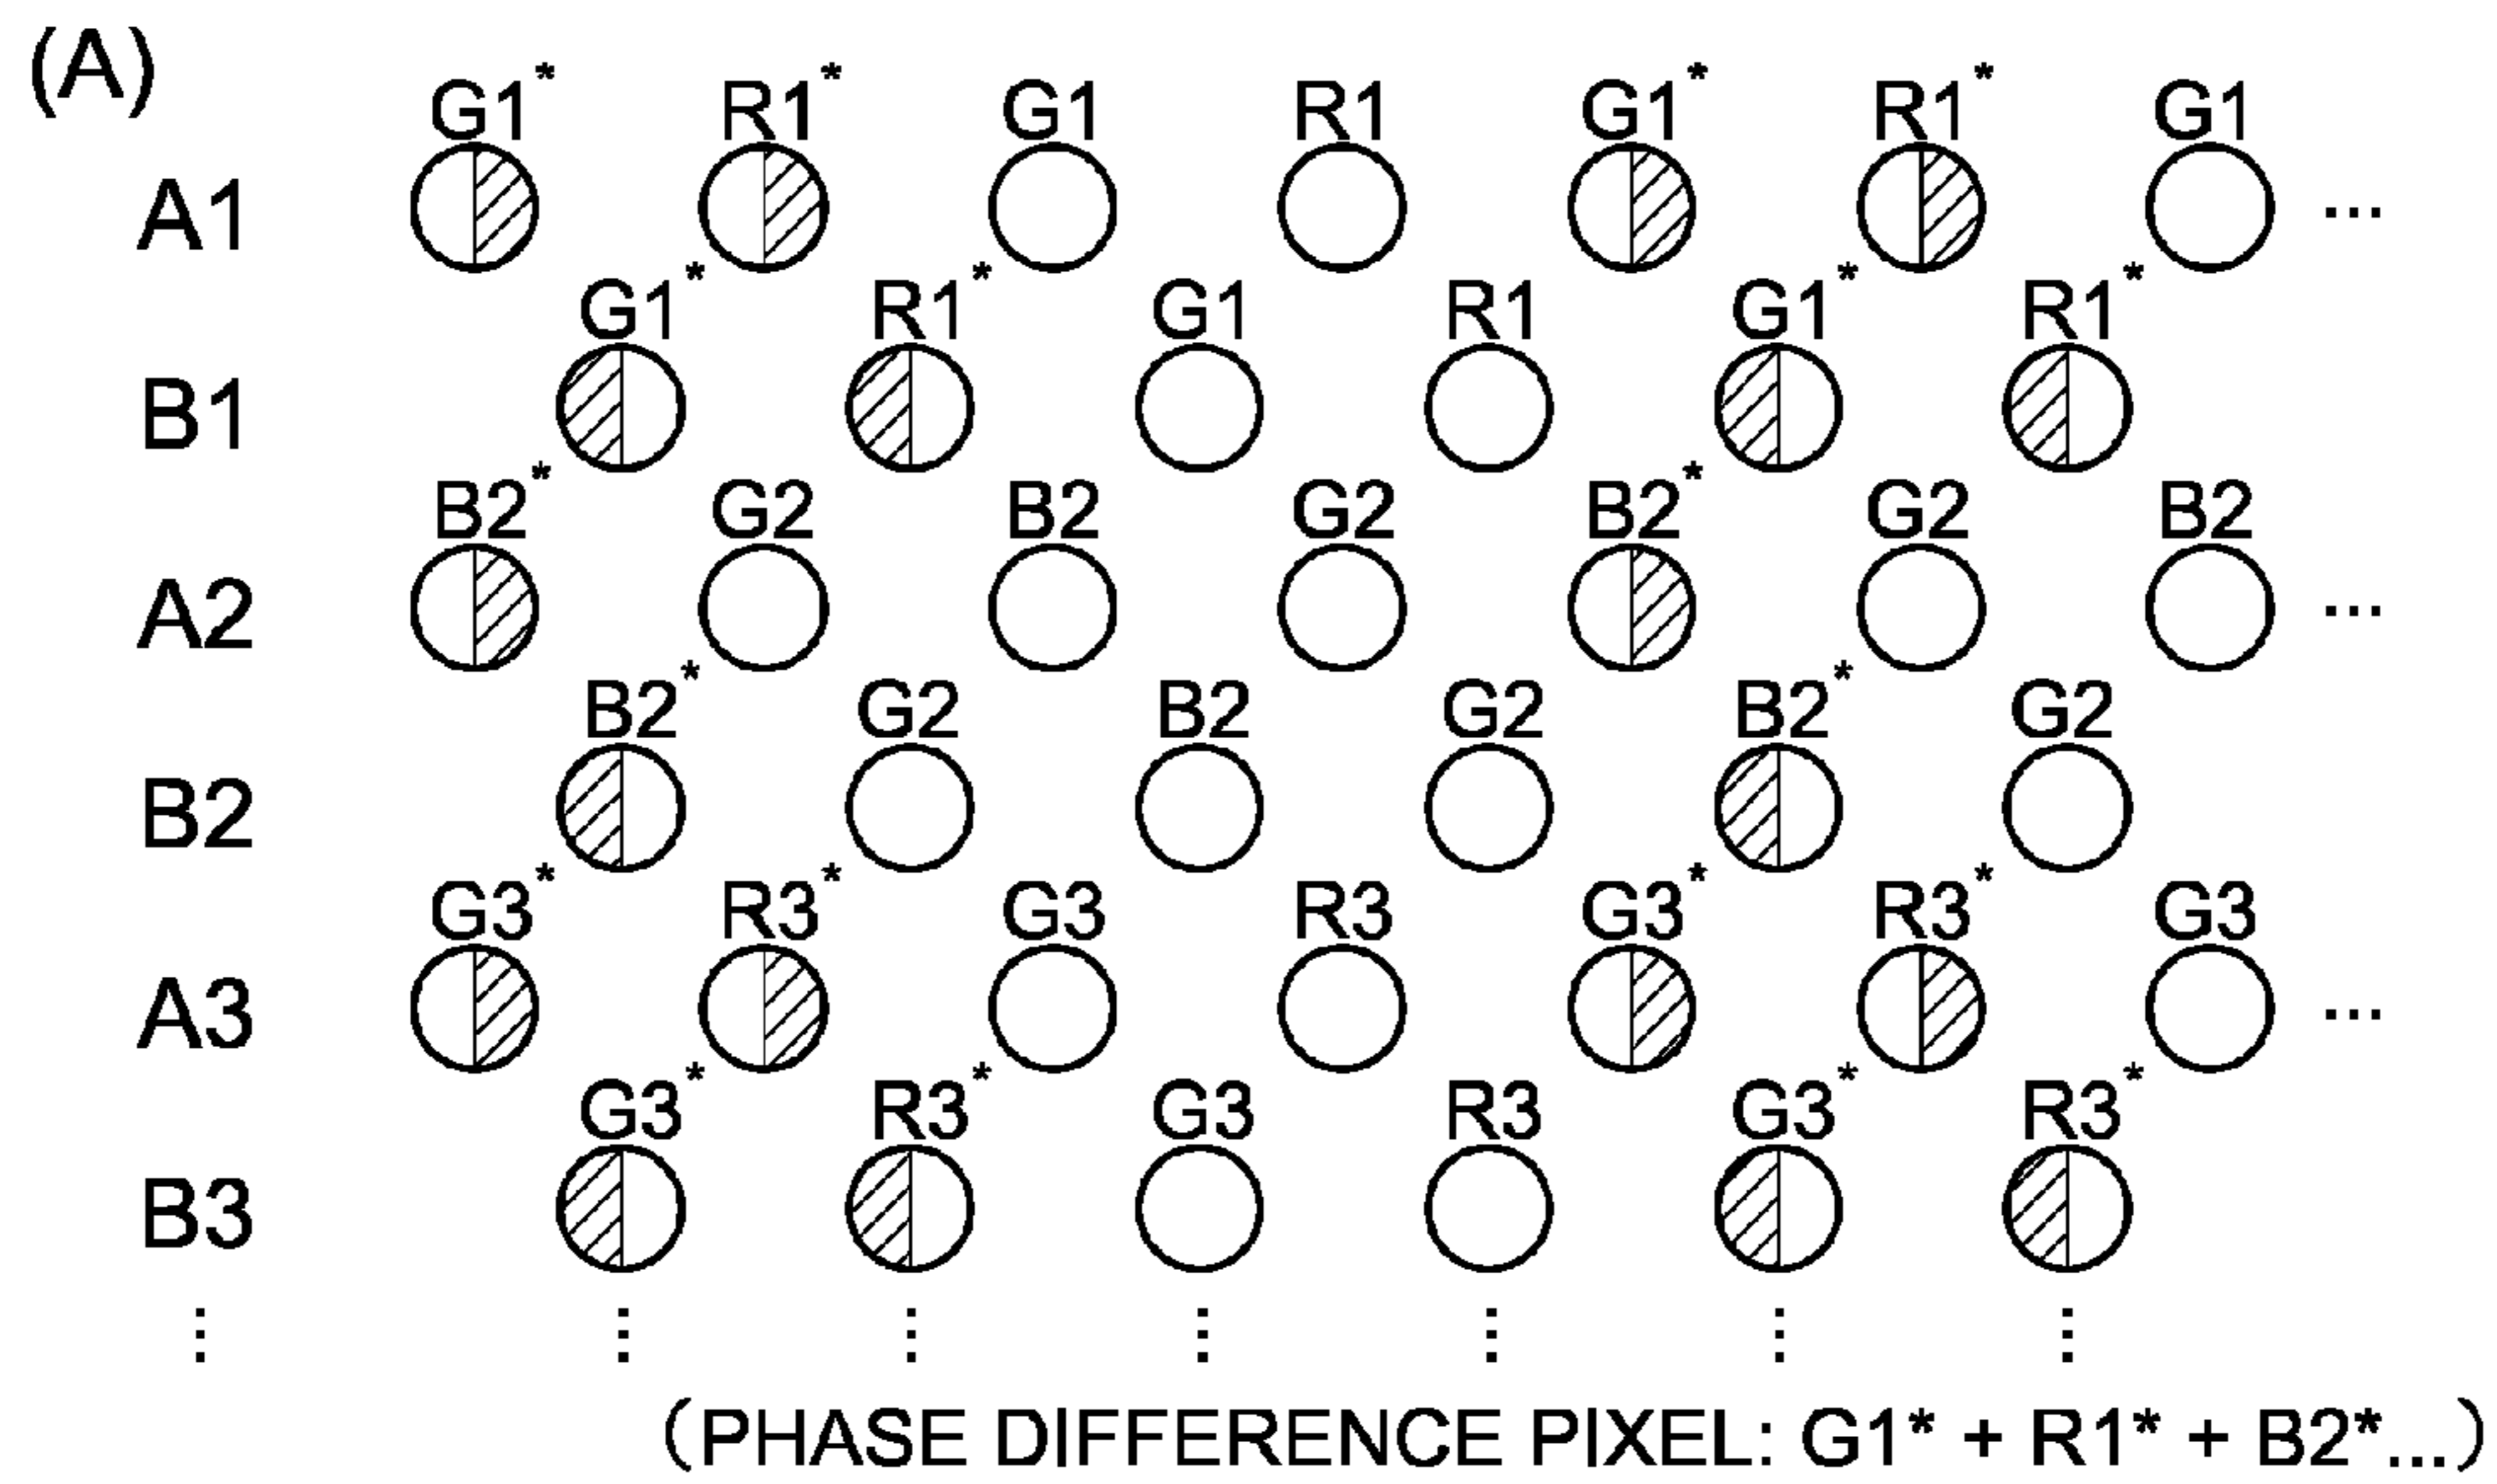 (A)
G1* R1* G1 R1 G1* R1* G1
A1 ...
G1* R1* G1 R1 G1* R1*
B1
B2* G2 B2 G2 B2* G2 B2
A2 ...
B2* G2 B2 G2 B2* G2
B2
G3* R3* G3 R3 G3* R3* G3
A3 ...
G3* R3* G3 R3 G3* R3*
B3
(PHASE DIFFERENCE PIXEL: G1* + R1* + B2*...)